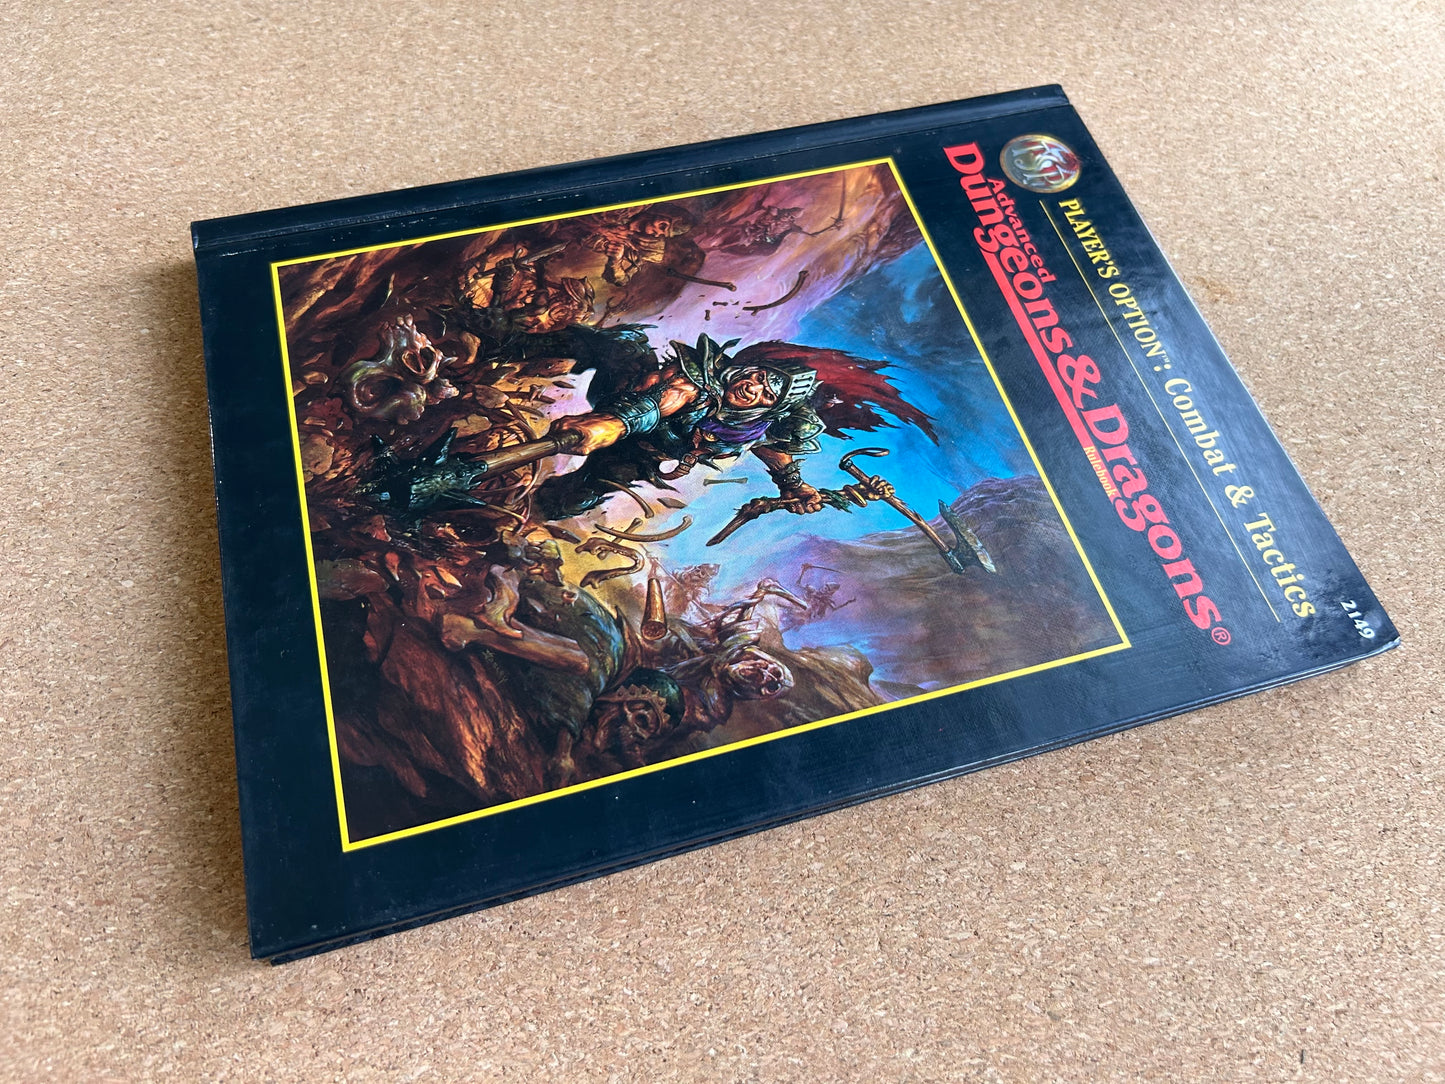 TSR
PLAYER'S OPTION™: Combat & Tactics
2149
Advanced
Dungeons & Dragons®
Rulebook